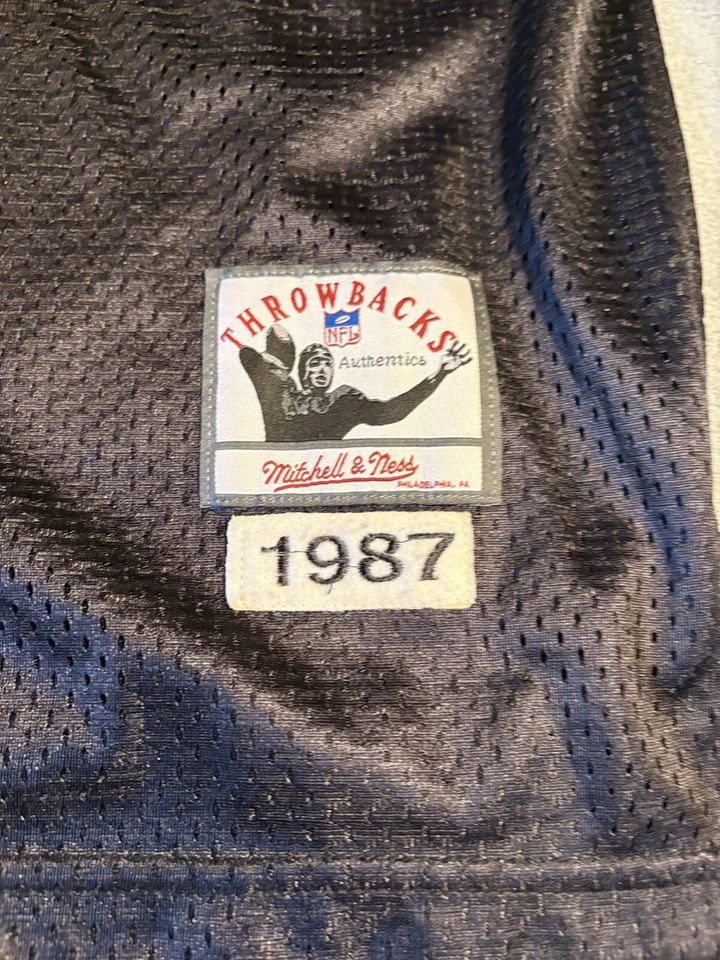 THROWBACKS
NFL
Authentics
Mitchell & Ness
PHILADELPHIA, PA
1987